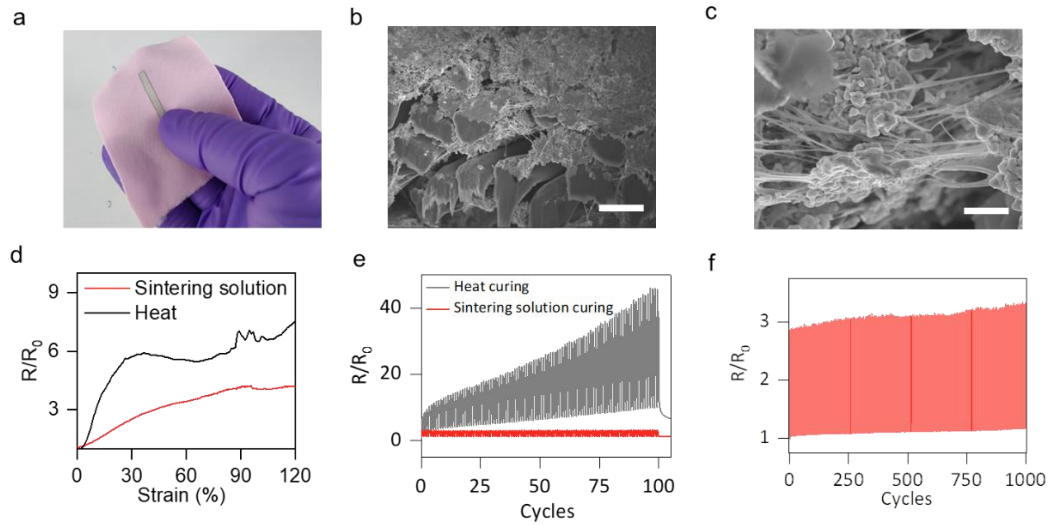 a
b
c
d
9
6
3
R/R0
Sintering solution
Heat
0 30 60 90 120
Strain (%)
e
40
20
0
R/R0
Heat curing
Sintering solution curing
0 25 50 75 100
Cycles
f
3
2
1
R/R0
0 250 500 750 1000
Cycles